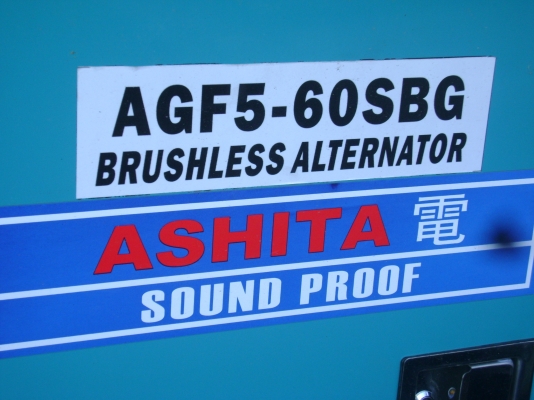 AGF5-60SBG
BRUSHLESS ALTERNATOR
ASHITA 電
SOUND PROOF